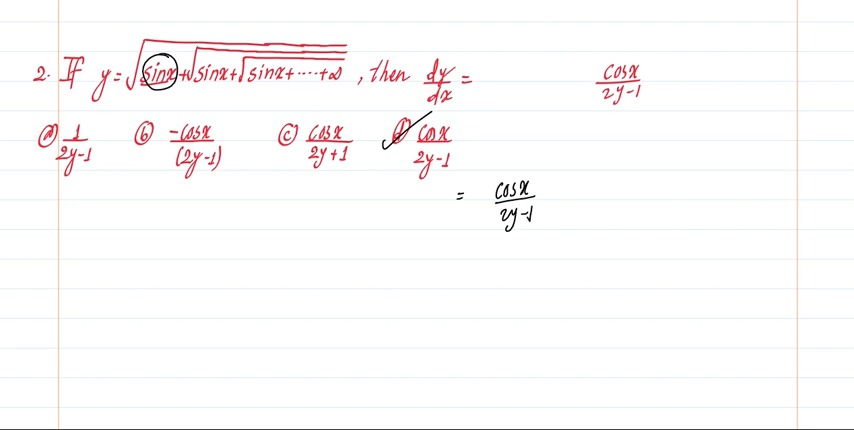 2. If y = √(sinx + √(sinx + √(sinx + ..... + ∞ , then dy/dx = cosx/(2y-1)
ⓐ 1/(2y-1) ⓑ -cosx/(2y-1) ⓒ cosx/(2y+1) ⓓ cosx/(2y-1)
= cosx/(2y-1)